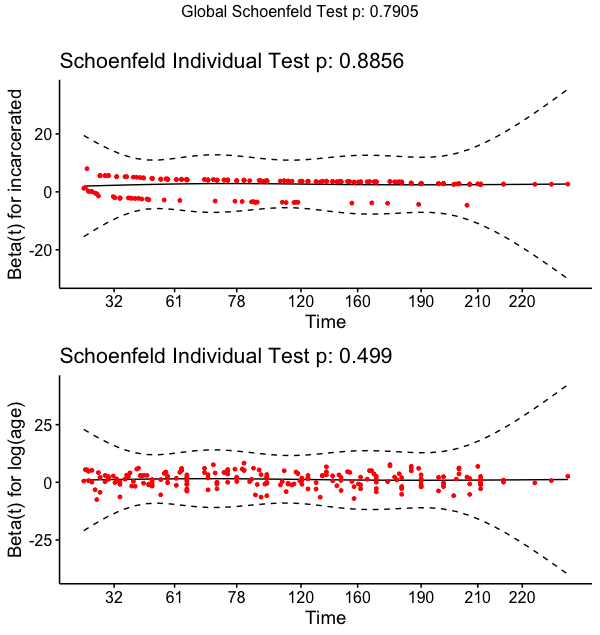 Global Schoenfeld Test p: 0.7905
Schoenfeld Individual Test p: 0.8856
Beta(t) for incarcerated
20
0
-20
32 61 78 120 160 190 210 220
Time
Schoenfeld Individual Test p: 0.499
Beta(t) for log(age)
25
0
-25
32 61 78 120 160 190 210 220
Time